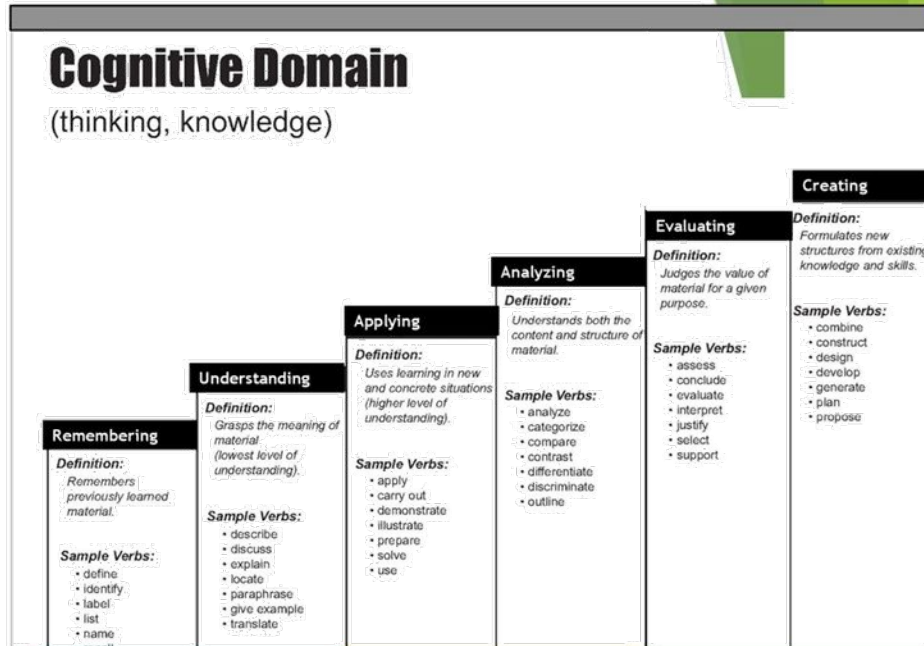 Cognitive Domain
(thinking, knowledge)
Remembering
Definition:
Remembers
previously learned
material.
Sample Verbs:
• define
• identify
• label
• list
• name
Understanding
Definition:
Grasps the meaning of
material
(lowest level of
understanding).
Sample Verbs:
• describe
• discuss
• explain
• locate
• paraphrase
• give example
• translate
Applying
Definition:
Uses learning in new
and concrete situations
(higher level of
understanding).
Sample Verbs:
• apply
• carry out
• demonstrate
• illustrate
• prepare
• solve
• use
Analyzing
Definition:
Understands both the
content and structure of
material.
Sample Verbs:
• analyze
• categorize
• compare
• contrast
• differentiate
• discriminate
• outline
Evaluating
Definition:
Judges the value of
material for a given
purpose.
Sample Verbs:
• assess
• conclude
• evaluate
• interpret
• justify
• select
• support
Creating
Definition:
Formulates new
structures from existing
knowledge and skills.
Sample Verbs:
• combine
• construct
• design
• develop
• generate
• plan
• propose